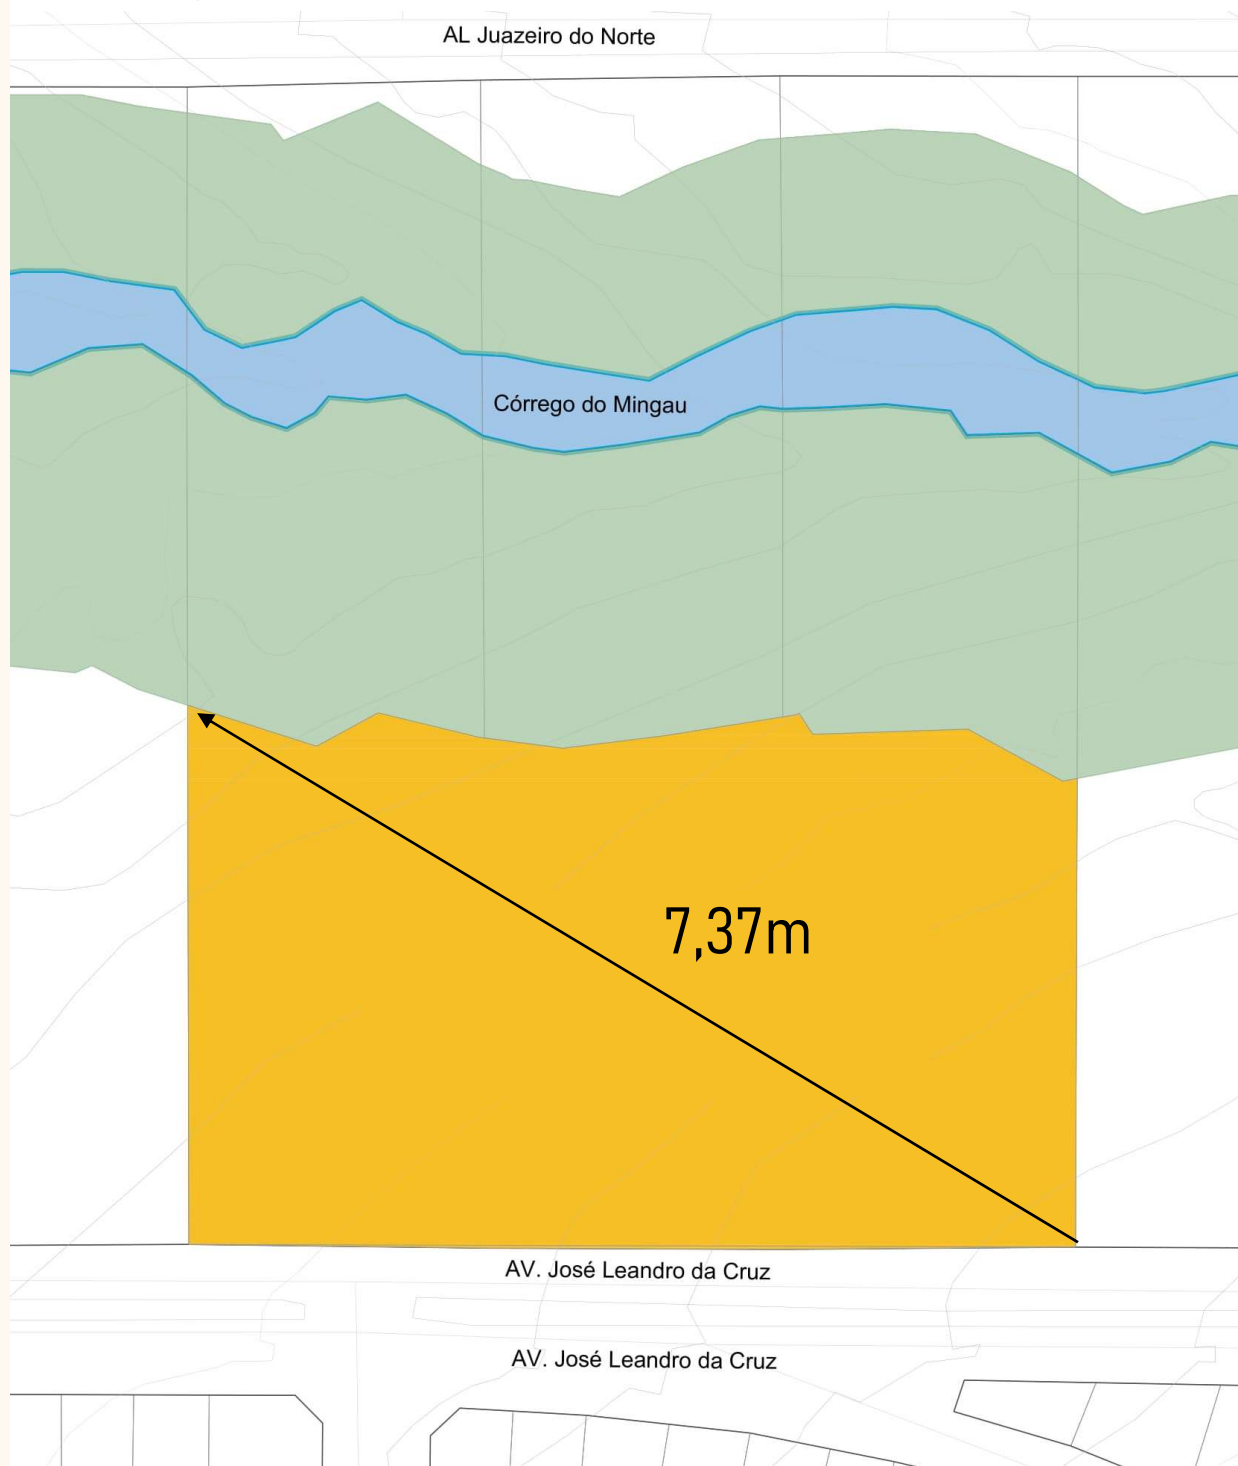 AL Juazeiro do Norte
Córrego do Mingau
7,37m
AV. José Leandro da Cruz
AV. José Leandro da Cruz